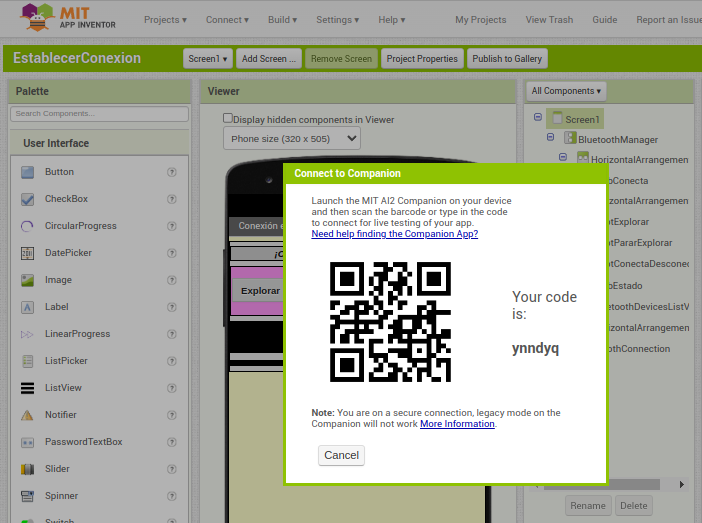 MIT
APP INVENTOR
Projects Connect Build Settings Help My Projects View Trash Guide Report an Issue
EstablecerConexion
Screen1 Add Screen ... Remove Screen Project Properties Publish to Gallery
Palette
Search Components...
User Interface
Button ?
CheckBox ?
CircularProgress ?
DatePicker ?
Image ?
Label ?
LinearProgress ?
ListPicker ?
ListView ?
Notifier ?
PasswordTextBox ?
Slider ?
Spinner ?
Switch
Viewer
Display hidden components in Viewer
Phone size (320 x 505)
Conexión e
¡C
Explorar
Connect to Companion
Launch the MIT AI2 Companion on your device
and then scan the barcode or type in the code
to connect for live testing of your app.
Need help finding the Companion App?
Your code
is:
ynndyq
Note: You are on a secure connection, legacy mode on the
Companion will not work More Information.
Cancel
All Components
Screen1
BluetoothManager
HorizontalArrangemen
oConecta
rizontalArrangemen
tExplorar
tPararExplorar
tConectaDesconec
oEstado
etoothDevicesListV
rizontalArrangemen
othConnection
Rename Delete